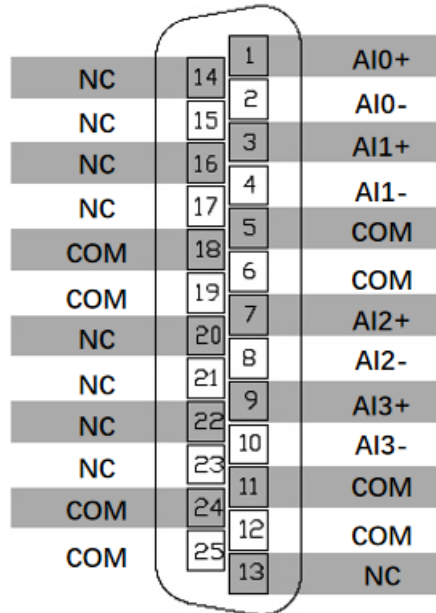 1 AI0+
NC 14
2 AI0-
NC 15
3 AI1+
NC 16
4 AI1-
NC 17
5 COM
COM 18
6 COM
COM 19
7 AI2+
NC 20
8 AI2-
NC 21
9 AI3+
NC 22
10 AI3-
NC 23
11 COM
COM 24
12 COM
COM 25
13 NC